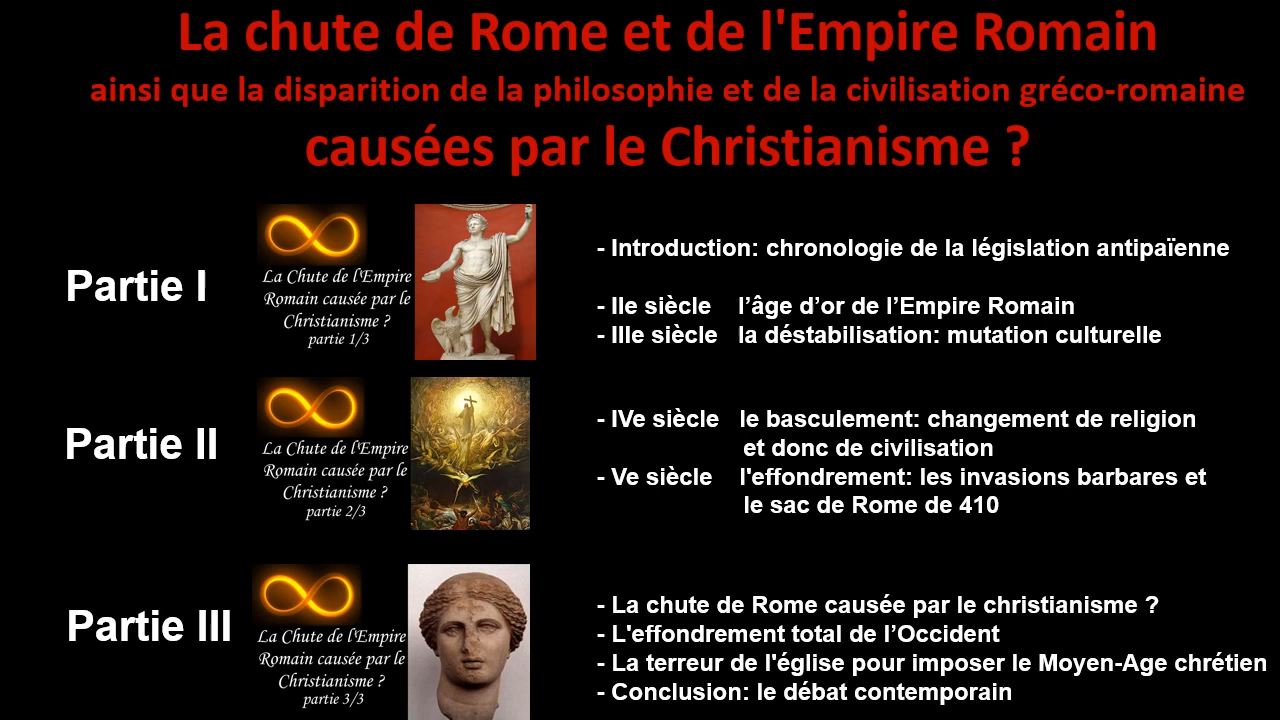 La chute de Rome et de l'Empire Romain
ainsi que la disparition de la philosophie et de la civilisation gréco-romaine
causées par le Christianisme ?
Partie I
La Chute de l'Empire
Romain causée par le
Christianisme ?
partie 1/3
- Introduction: chronologie de la législation antipaïenne
- IIe siècle l’âge d’or de l’Empire Romain
- IIIe siècle la déstabilisation: mutation culturelle
Partie II
La Chute de l'Empire
Romain causée par le
Christianisme ?
partie 2/3
- IVe siècle le basculement: changement de religion
et donc de civilisation
- Ve siècle l'effondrement: les invasions barbares et
le sac de Rome de 410
Partie III
La Chute de l'Empire
Romain causée par le
Christianisme ?
partie 3/3
- La chute de Rome causée par le christianisme ?
- L'effondrement total de l’Occident
- La terreur de l'église pour imposer le Moyen-Age chrétien
- Conclusion: le débat contemporain